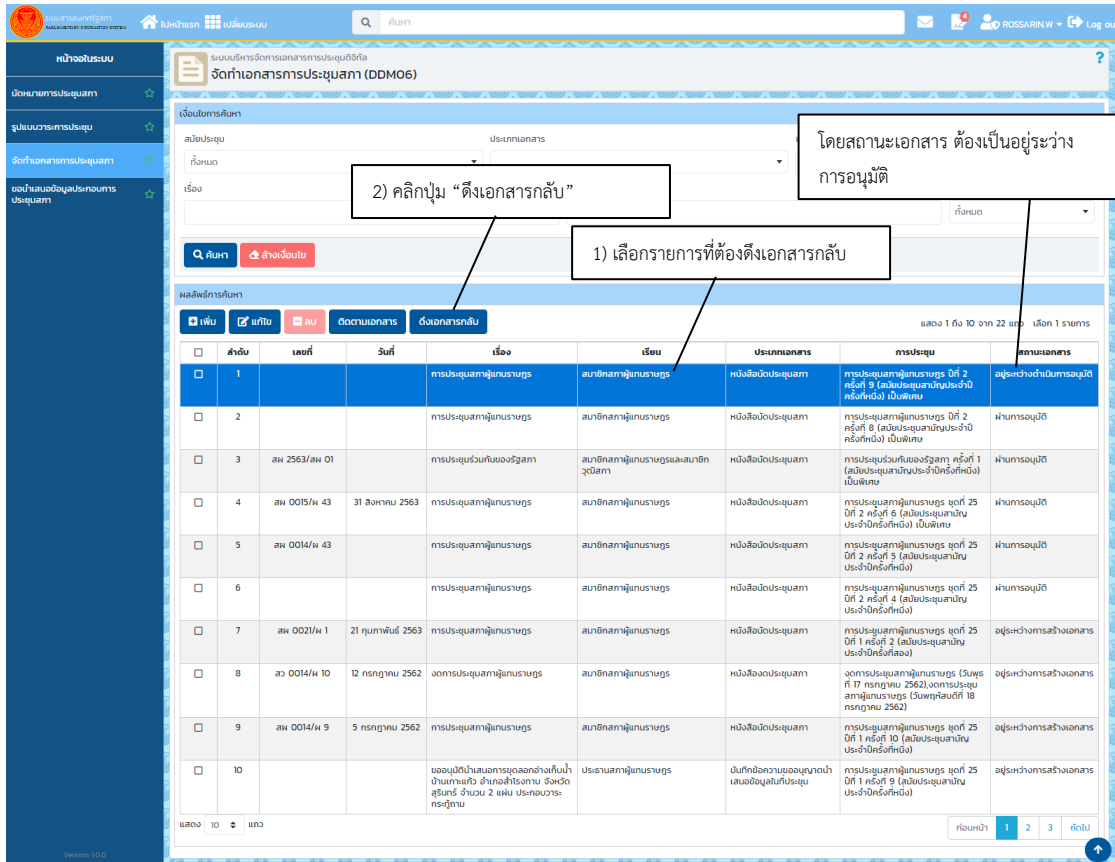 ระบบสารสนเทศรัฐสภา
PARLIAMENTARY INFORMATION SYSTEM
ไปหน้าแรก เปลี่ยนระบบ ค้นหา 4 ROSSARIN.W Log ou
หน้าจอในระบบ
นัดหมายการประชุมสภา
รูปแบบวาระการประชุม
จัดทำเอกสารการประชุมสภา
ขอนำเสนอข้อมูลประกอบการ
ประชุมสภา
Version 1.0.0
ระบบบริหารจัดการเอกสารการประชุมดิจิทัล
จัดทำเอกสารการประชุมสภา (DDM06)
?
เงื่อนไขการค้นหา
สมัยประชุม ประเภทเอกสาร
ทั้งหมด
เรื่อง
ทั้งหมด
โดยสถานะเอกสาร ต้องเป็นอยู่ระว่าง
การอนุมัติ
2) คลิกปุ่ม “ดึงเอกสารกลับ”
1) เลือกรายการที่ต้องดึงเอกสารกลับ
ค้นหา ล้างเงื่อนไข
ผลลัพธ์การค้นหา
เพิ่ม แก้ไข ลบ ติดตามเอกสาร ดึงเอกสารกลับ
แสดง 1 ถึง 10 จาก 22 แถว เลือก 1 รายการ
ลำดับ เลขที่ วันที่ เรื่อง เรียน ประเภทเอกสาร การประชุม สถานะเอกสาร
1 การประชุมสภาผู้แทนราษฎร สมาชิกสภาผู้แทนราษฎร หนังสือนัดประชุมสภา การประชุมสภาผู้แทนราษฎร ปีที่ 2 อยู่ระหว่างดำเนินการอนุมัติ
ครั้งที่ 9 (สมัยประชุมสามัญประจำปี
ครั้งที่หนึ่ง) เป็นพิเศษ
2 การประชุมสภาผู้แทนราษฎร สมาชิกสภาผู้แทนราษฎร หนังสือนัดประชุมสภา การประชุมสภาผู้แทนราษฎร ปีที่ 2 ผ่านการอนุมัติ
ครั้งที่ 8 (สมัยประชุมสามัญประจำปี
ครั้งที่หนึ่ง) เป็นพิเศษ
3 สผ 2563/สผ 01 การประชุมร่วมกันของรัฐสภา สมาชิกสภาผู้แทนราษฎรและสมาชิก หนังสือนัดประชุมสภา การประชุมร่วมกันของรัฐสภา ครั้งที่ 1 ผ่านการอนุมัติ
วุฒิสภา (สมัยประชุมสามัญประจำปีครั้งที่หนึ่ง)
เป็นพิเศษ
4 สผ 0015/ผ 43 31 สิงหาคม 2563 การประชุมสภาผู้แทนราษฎร สมาชิกสภาผู้แทนราษฎร หนังสือนัดประชุมสภา การประชุมสภาผู้แทนราษฎร ชุดที่ 25 ผ่านการอนุมัติ
ปีที่ 2 ครั้งที่ 6 (สมัยประชุมสามัญ
ประจำปีครั้งที่หนึ่ง) เป็นพิเศษ
5 สผ 0014/ผ 43 การประชุมสภาผู้แทนราษฎร สมาชิกสภาผู้แทนราษฎร หนังสือนัดประชุมสภา การประชุมสภาผู้แทนราษฎร ชุดที่ 25 ผ่านการอนุมัติ
ปีที่ 2 ครั้งที่ 5 (สมัยประชุมสามัญ
ประจำปีครั้งที่หนึ่ง)
6 การประชุมสภาผู้แทนราษฎร สมาชิกสภาผู้แทนราษฎร หนังสือนัดประชุมสภา การประชุมสภาผู้แทนราษฎร ชุดที่ 25 ผ่านการอนุมัติ
ปีที่ 2 ครั้งที่ 4 (สมัยประชุมสามัญ
ประจำปีครั้งที่หนึ่ง)
7 สผ 0021/ผ 1 21 กุมภาพันธ์ 2563 การประชุมสภาผู้แทนราษฎร สมาชิกสภาผู้แทนราษฎร หนังสือนัดประชุมสภา การประชุมสภาผู้แทนราษฎร ชุดที่ 25 อยู่ระหว่างการสร้างเอกสาร
ปีที่ 1 ครั้งที่ 2 (สมัยประชุมสามัญ
ประจำปีครั้งที่สอง)
8 สว 0014/ผ 10 12 กรกฎาคม 2562 งดการประชุมสภาผู้แทนราษฎร สมาชิกสภาผู้แทนราษฎร หนังสืองดประชุมสภา งดการประชุมสภาผู้แทนราษฎร (วันพุธ อยู่ระหว่างการสร้างเอกสาร
ที่ 17 กรกฎาคม 2562),งดการประชุม
สภาผู้แทนราษฎร (วันพฤหัสบดีที่ 18
กรกฎาคม 2562)
9 สผ 0014/ผ 9 5 กรกฎาคม 2562 การประชุมสภาผู้แทนราษฎร สมาชิกสภาผู้แทนราษฎร หนังสือนัดประชุมสภา การประชุมสภาผู้แทนราษฎร ชุดที่ 25 อยู่ระหว่างการสร้างเอกสาร
ปีที่ 1 ครั้งที่ 10 (สมัยประชุมสามัญ
ประจำปีครั้งที่หนึ่ง)
10 ขออนุมัตินำเสนอการขุดลอกอ่างเก็บน้ำ ประธานสภาผู้แทนราษฎร บันทึกข้อความขออนุญาตนำ การประชุมสภาผู้แทนราษฎร ชุดที่ 25 อยู่ระหว่างการสร้างเอกสาร
บ้านเกาะแก้ว อำเภอสำโรงทาบ จังหวัด เสนอข้อมูลในที่ประชุม ปีที่ 1 ครั้งที่ 9 (สมัยประชุมสามัญ
สุรินทร์ จำนวน 2 แผ่น ประกอบวาระ ประจำปีครั้งที่หนึ่ง)
กระทู้ถาม
แสดง 10 แถว ก่อนหน้า 1 2 3 ถัดไป